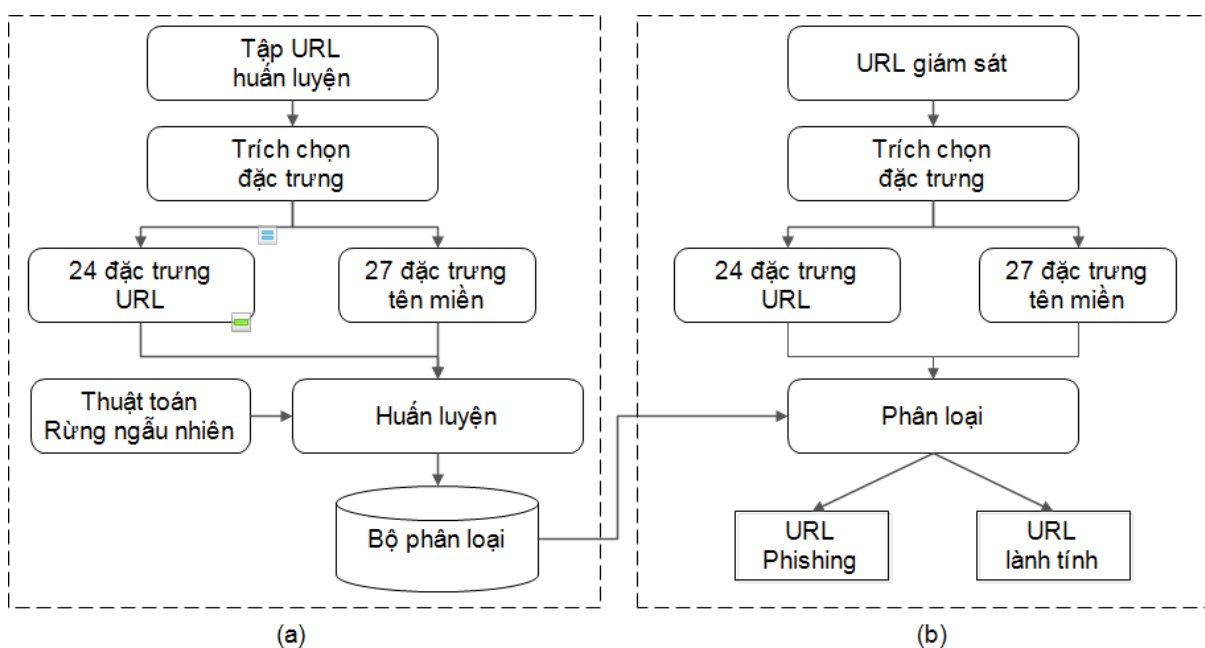 Tập URL
huấn luyện
Trích chọn
đặc trưng
24 đặc trưng
URL
27 đặc trưng
tên miền
Thuật toán
Rừng ngẫu nhiên
Huấn luyện
Bộ phân loại
(a)
URL giám sát
Trích chọn
đặc trưng
24 đặc trưng
URL
27 đặc trưng
tên miền
Phân loại
URL
Phishing
URL
lành tính
(b)